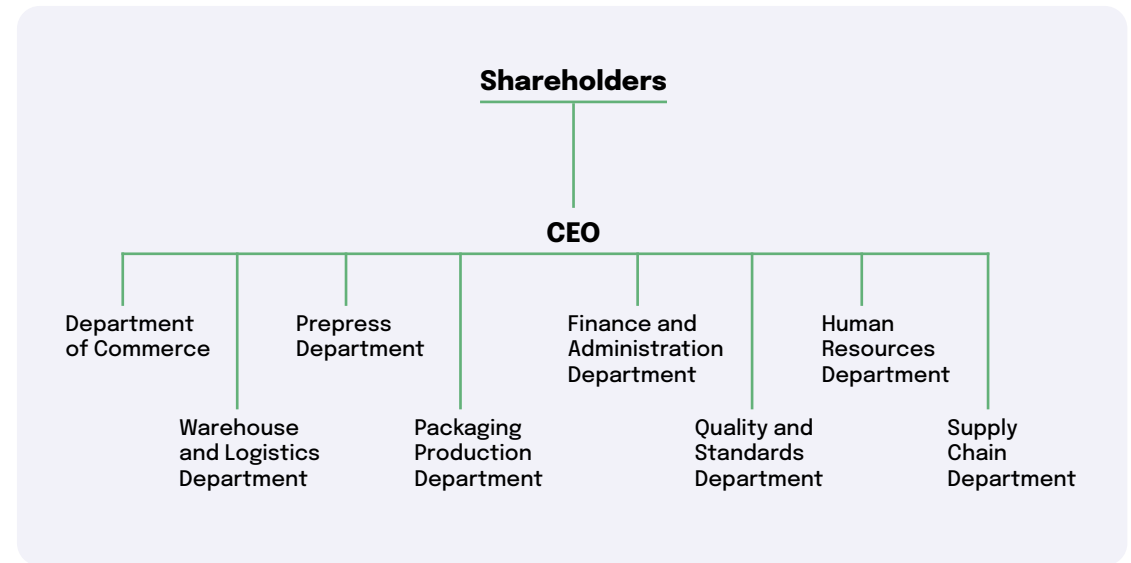 Shareholders
CEO
Department
of Commerce
Warehouse
and Logistics
Department
Prepress
Department
Packaging
Production
Department
Finance and
Administration
Department
Quality and
Standards
Department
Human
Resources
Department
Supply
Chain
Department